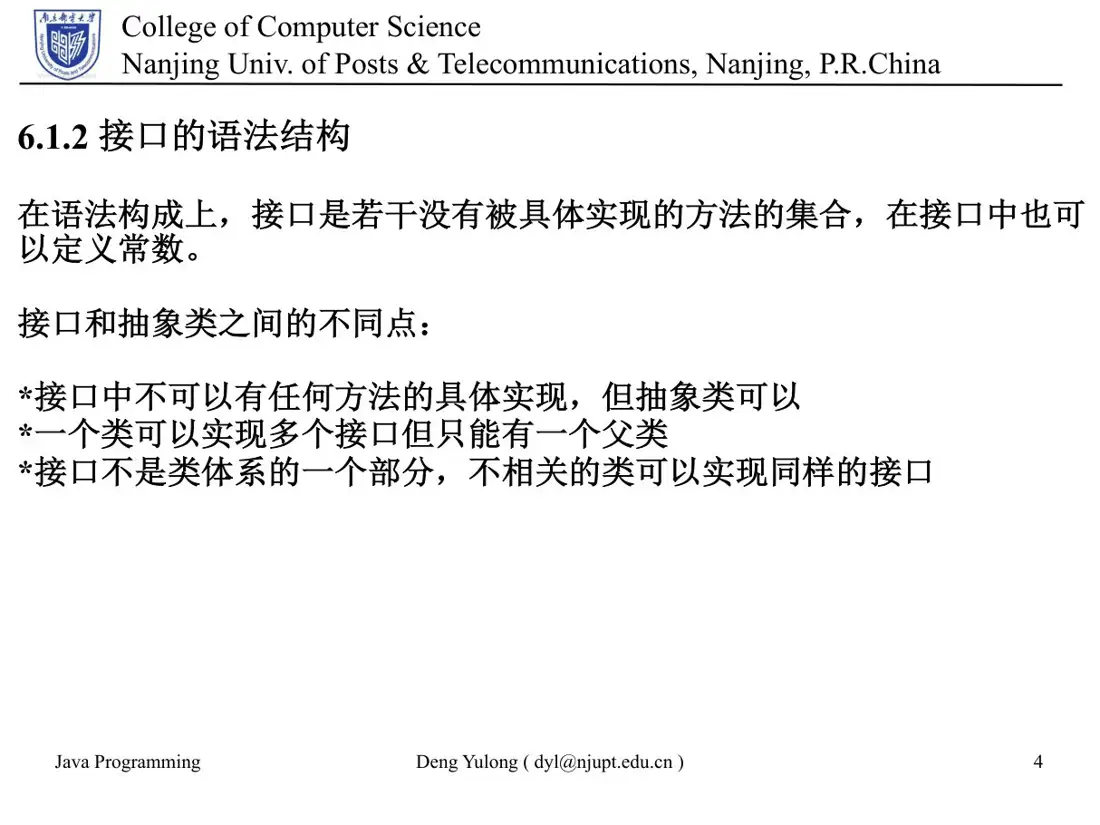 College of Computer Science
Nanjing Univ. of Posts & Telecommunications, Nanjing, P.R.China
6.1.2 接口的语法结构
在语法构成上，接口是若干没有被具体实现的方法的集合，在接口中也可
以定义常数。
接口和抽象类之间的不同点：
*接口中不可以有任何方法的具体实现，但抽象类可以
*一个类可以实现多个接口但只能有一个父类
*接口不是类体系的一个部分，不相关的类可以实现同样的接口
Java Programming
Deng Yulong ( dyl@njupt.edu.cn )
4